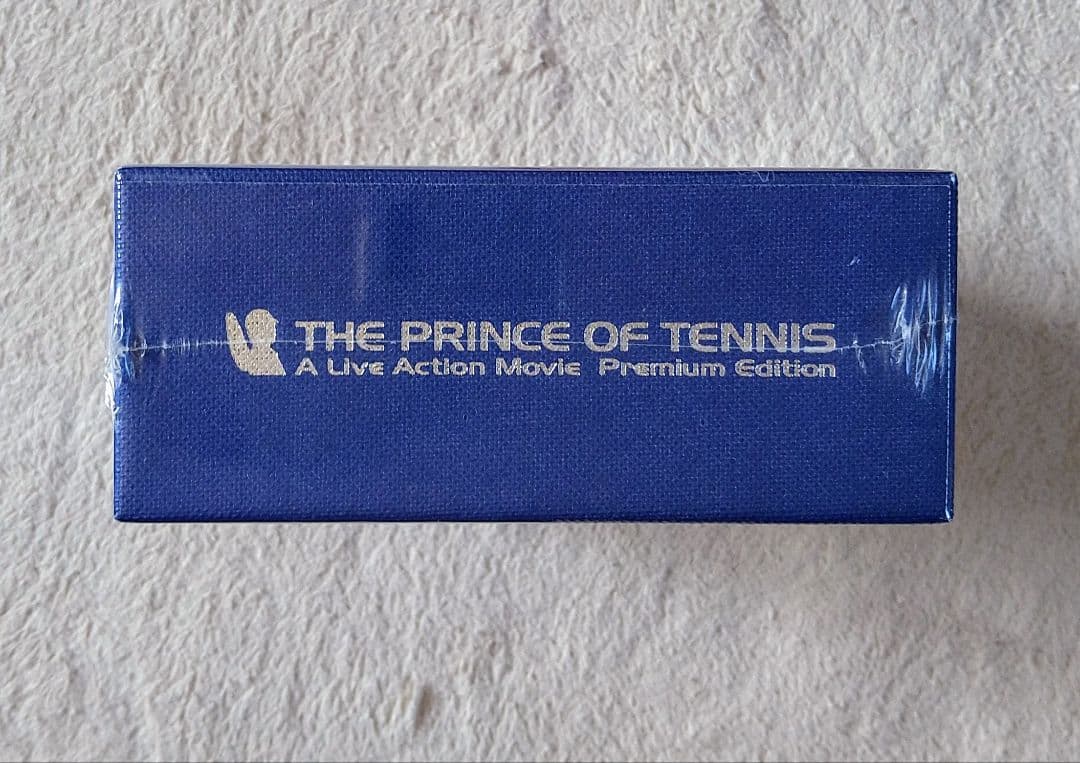 THE PRINCE OF TENNIS
A Live Action Movie Premium Edition